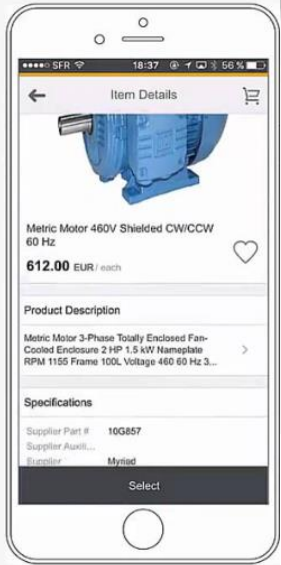 SFR 18:37 56 %
Item Details
Metric Motor 460V Shielded CW/CCW
60 Hz
612.00 EUR / each
Product Description
Metric Motor 3-Phase Totally Enclosed Fan-
Cooled Enclosure 2 HP 1.5 kW Nameplate
RPM 1155 Frame 100L Voltage 460 60 Hz 3...
Specifications
Supplier Part # 10G857
Supplier Auxili...
Supplier Myriad
Select